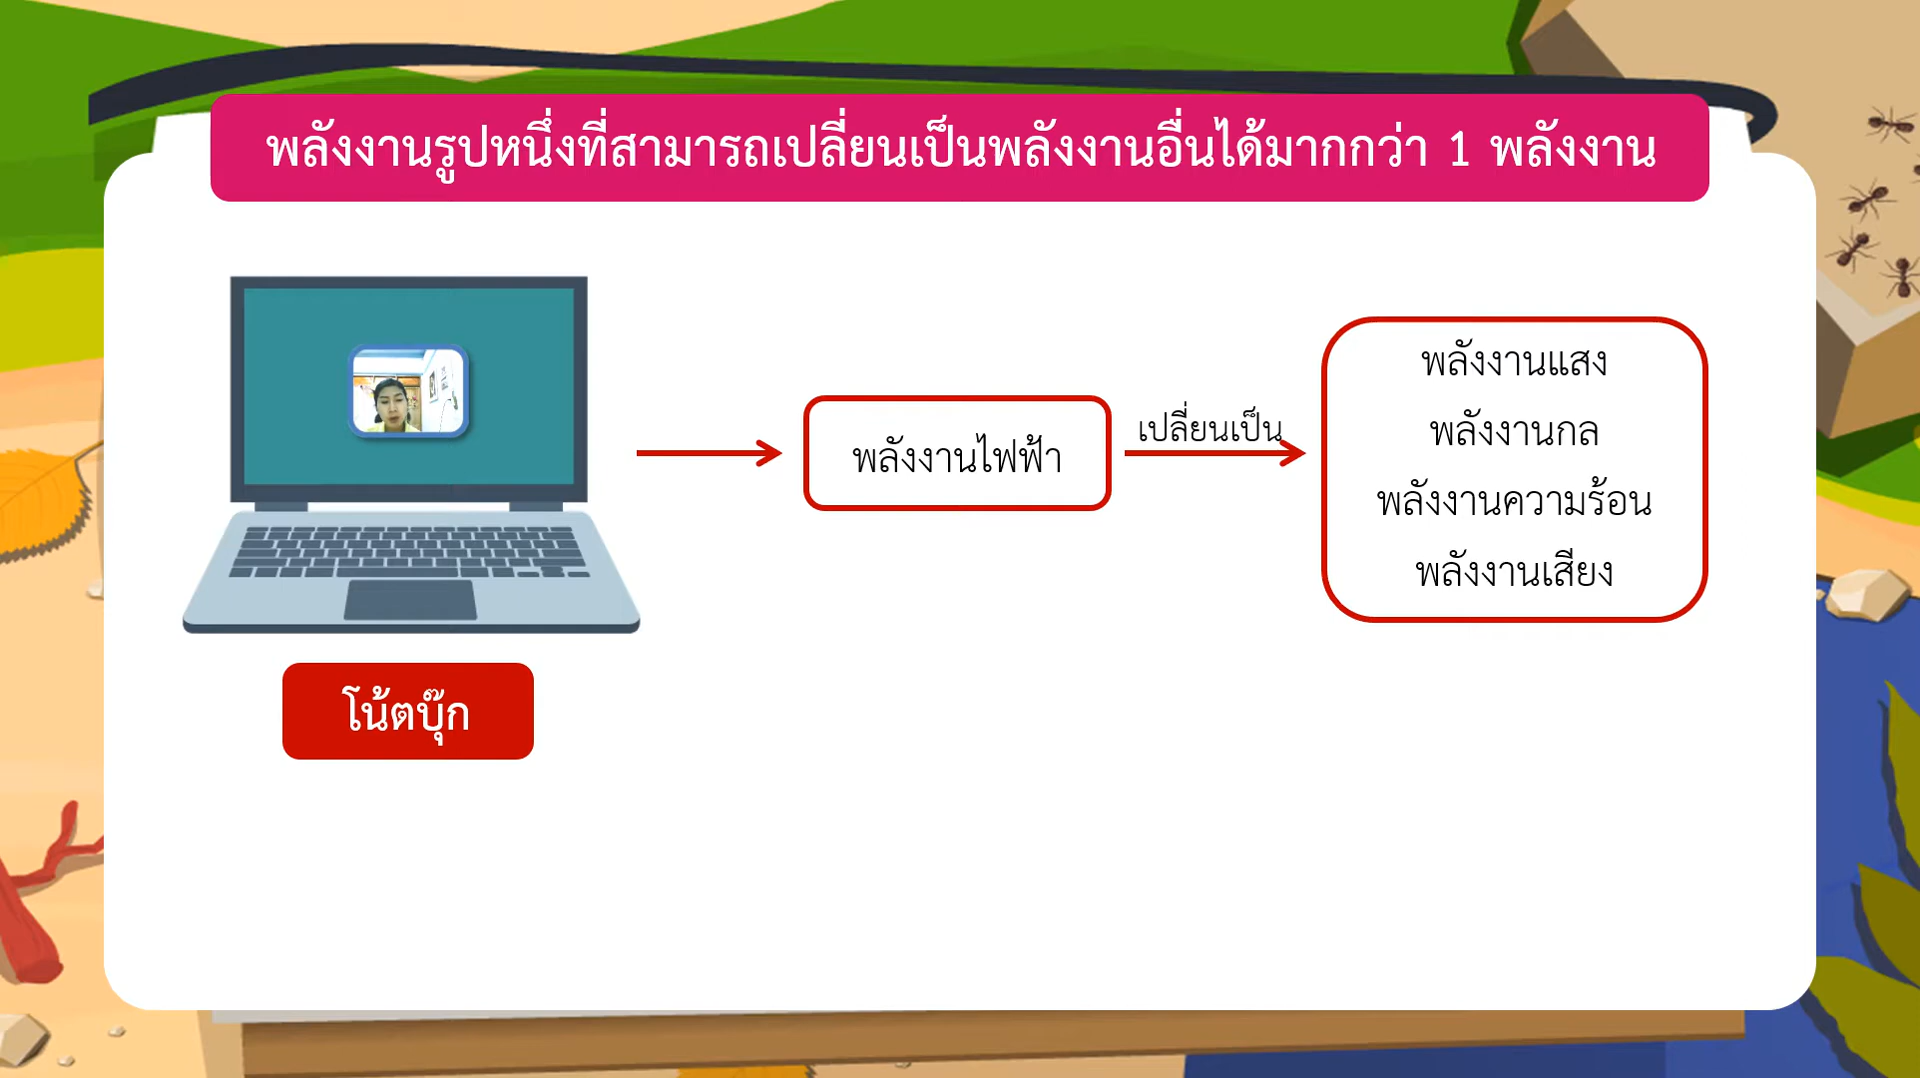 พลังงานรูปหนึ่งที่สามารถเปลี่ยนเป็นพลังงานอื่นได้มากกว่า 1 พลังงาน
พลังงานไฟฟ้า
เปลี่ยนเป็น
พลังงานแสง
พลังงานกล
พลังงานความร้อน
พลังงานเสียง
โน้ตบุ๊ก